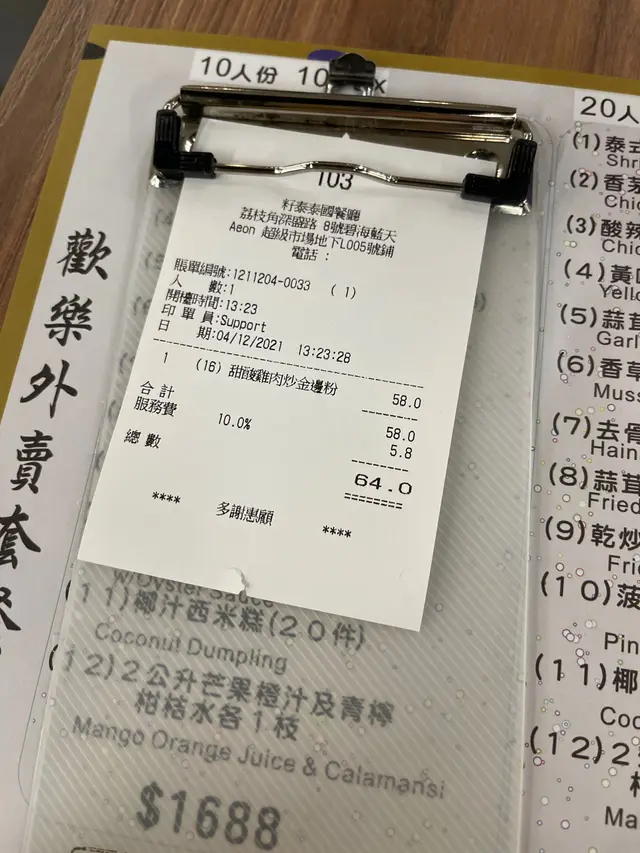 10人份
103
籽泰泰國餐廳
荔枝角深盛路 8號碧海藍天
Aeon 超級市場地下L005號鋪
電話 :
賬單編號:1211204-0033 ( 1)
人 數:1
開檯時間:13:23
印 單 員:Support
日 期:04/12/2021 13:23:28
1 (16) 甜酸雞肉炒金邊粉 58.0
合計 58.0
服務費 10.0% 5.8
總數 64.0
**** 多謝惠顧 ****
歡樂外賣套
w/Oyster Sauce
(11)椰汁西米糕(20件)
Coconut Dumpling
(12)2公升芒果橙汁及青檸
柑桔水各1枝
Mango Orange Juice & Calamansi
$1688
20人
(1)泰式
(2)香茅
(3)酸辣
(4)黃
Yellow
(5)蒜茸
Garli
(6)香草
Muss
(7)去骨
Hain
(8)蒜茸
Fried
(9)乾炒
Frie
(10)菠
Pin
(11)椰
Coc
(12)2
Ma